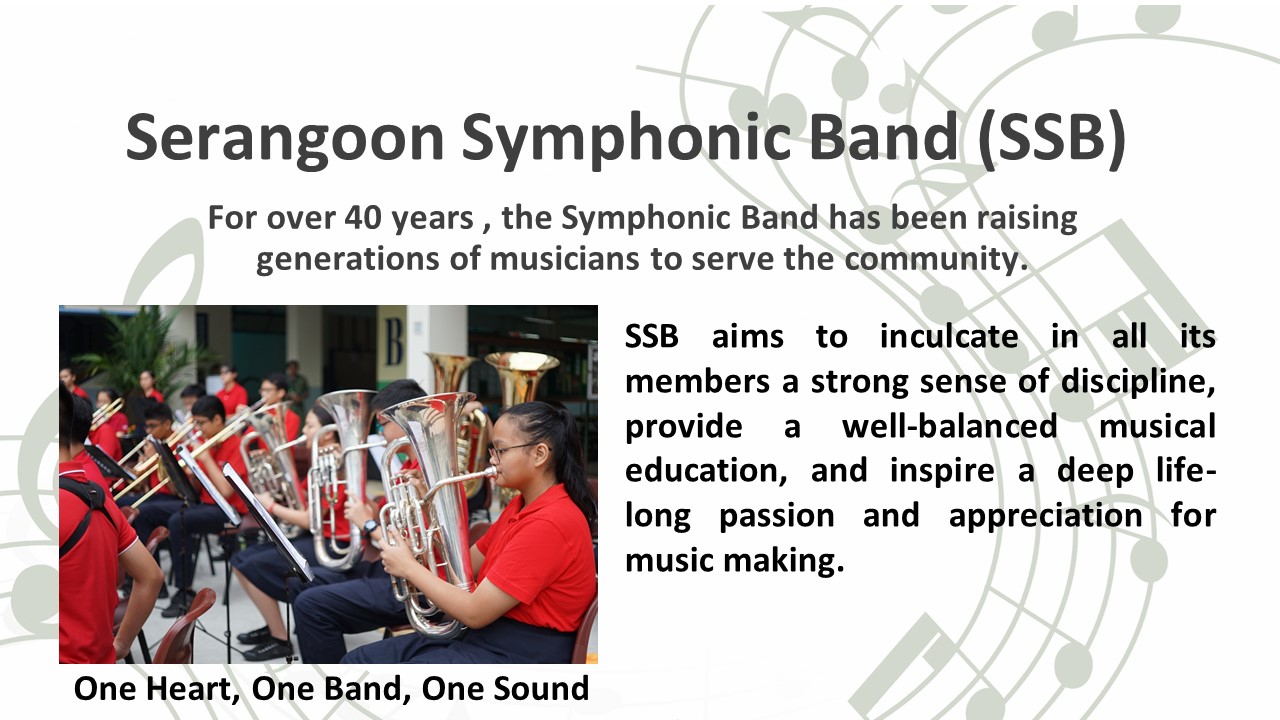 Serangoon Symphonic Band (SSB)
For over 40 years , the Symphonic Band has been raising
generations of musicians to serve the community.
B
SSB aims to inculcate in all its
members a strong sense of discipline,
provide a well-balanced musical
education, and inspire a deep life-
long passion and appreciation for
music making.
One Heart, One Band, One Sound